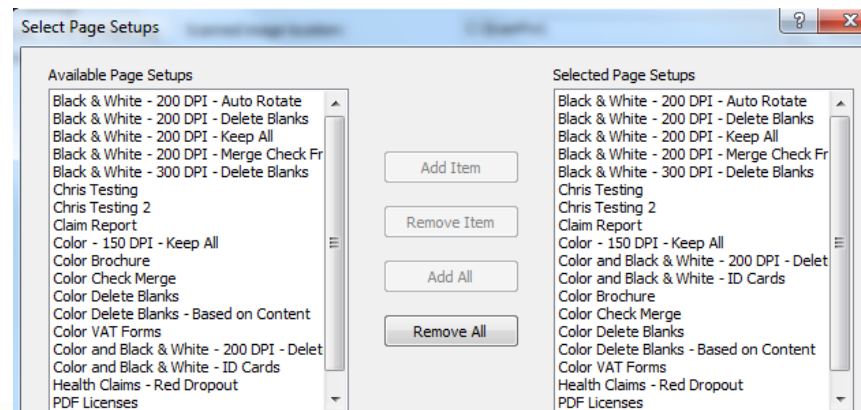 Select Page Setups
Available Page Setups
Black & White - 200 DPI - Auto Rotate
Black & White - 200 DPI - Delete Blanks
Black & White - 200 DPI - Keep All
Black & White - 200 DPI - Merge Check Fr
Black & White - 300 DPI - Delete Blanks
Chris Testing
Chris Testing 2
Claim Report
Color - 150 DPI - Keep All
Color Brochure
Color Check Merge
Color Delete Blanks
Color Delete Blanks - Based on Content
Color VAT Forms
Color and Black & White - 200 DPI - Delet
Color and Black & White - ID Cards
Health Claims - Red Dropout
PDF Licenses
Add Item
Remove Item
Add All
Remove All
Selected Page Setups
Black & White - 200 DPI - Auto Rotate
Black & White - 200 DPI - Delete Blanks
Black & White - 200 DPI - Keep All
Black & White - 200 DPI - Merge Check Fr
Black & White - 300 DPI - Delete Blanks
Chris Testing
Chris Testing 2
Claim Report
Color - 150 DPI - Keep All
Color and Black & White - 200 DPI - Delet
Color and Black & White - ID Cards
Color Brochure
Color Check Merge
Color Delete Blanks
Color Delete Blanks - Based on Content
Color VAT Forms
Health Claims - Red Dropout
PDF Licenses